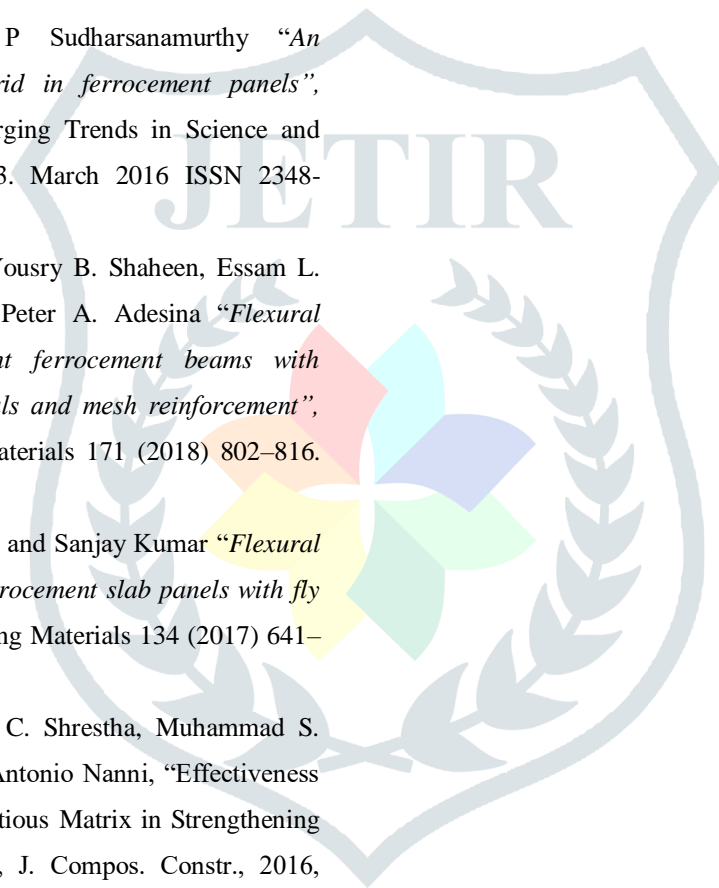 P Sudharsanamurthy “An
rid in ferrocement panels”,
rging Trends in Science and
3. March 2016 ISSN 2348-
JETIR
Yousry B. Shaheen, Essam L.
Peter A. Adesina “Flexural
nt ferrocement beams with
ls and mesh reinforcement”,
aterials 171 (2018) 802–816.
and Sanjay Kumar “Flexural
rocement slab panels with fly
ng Materials 134 (2017) 641–
C. Shrestha, Muhammad S.
Antonio Nanni, “Effectiveness
tious Matrix in Strengthening
, J. Compos. Constr., 2016,